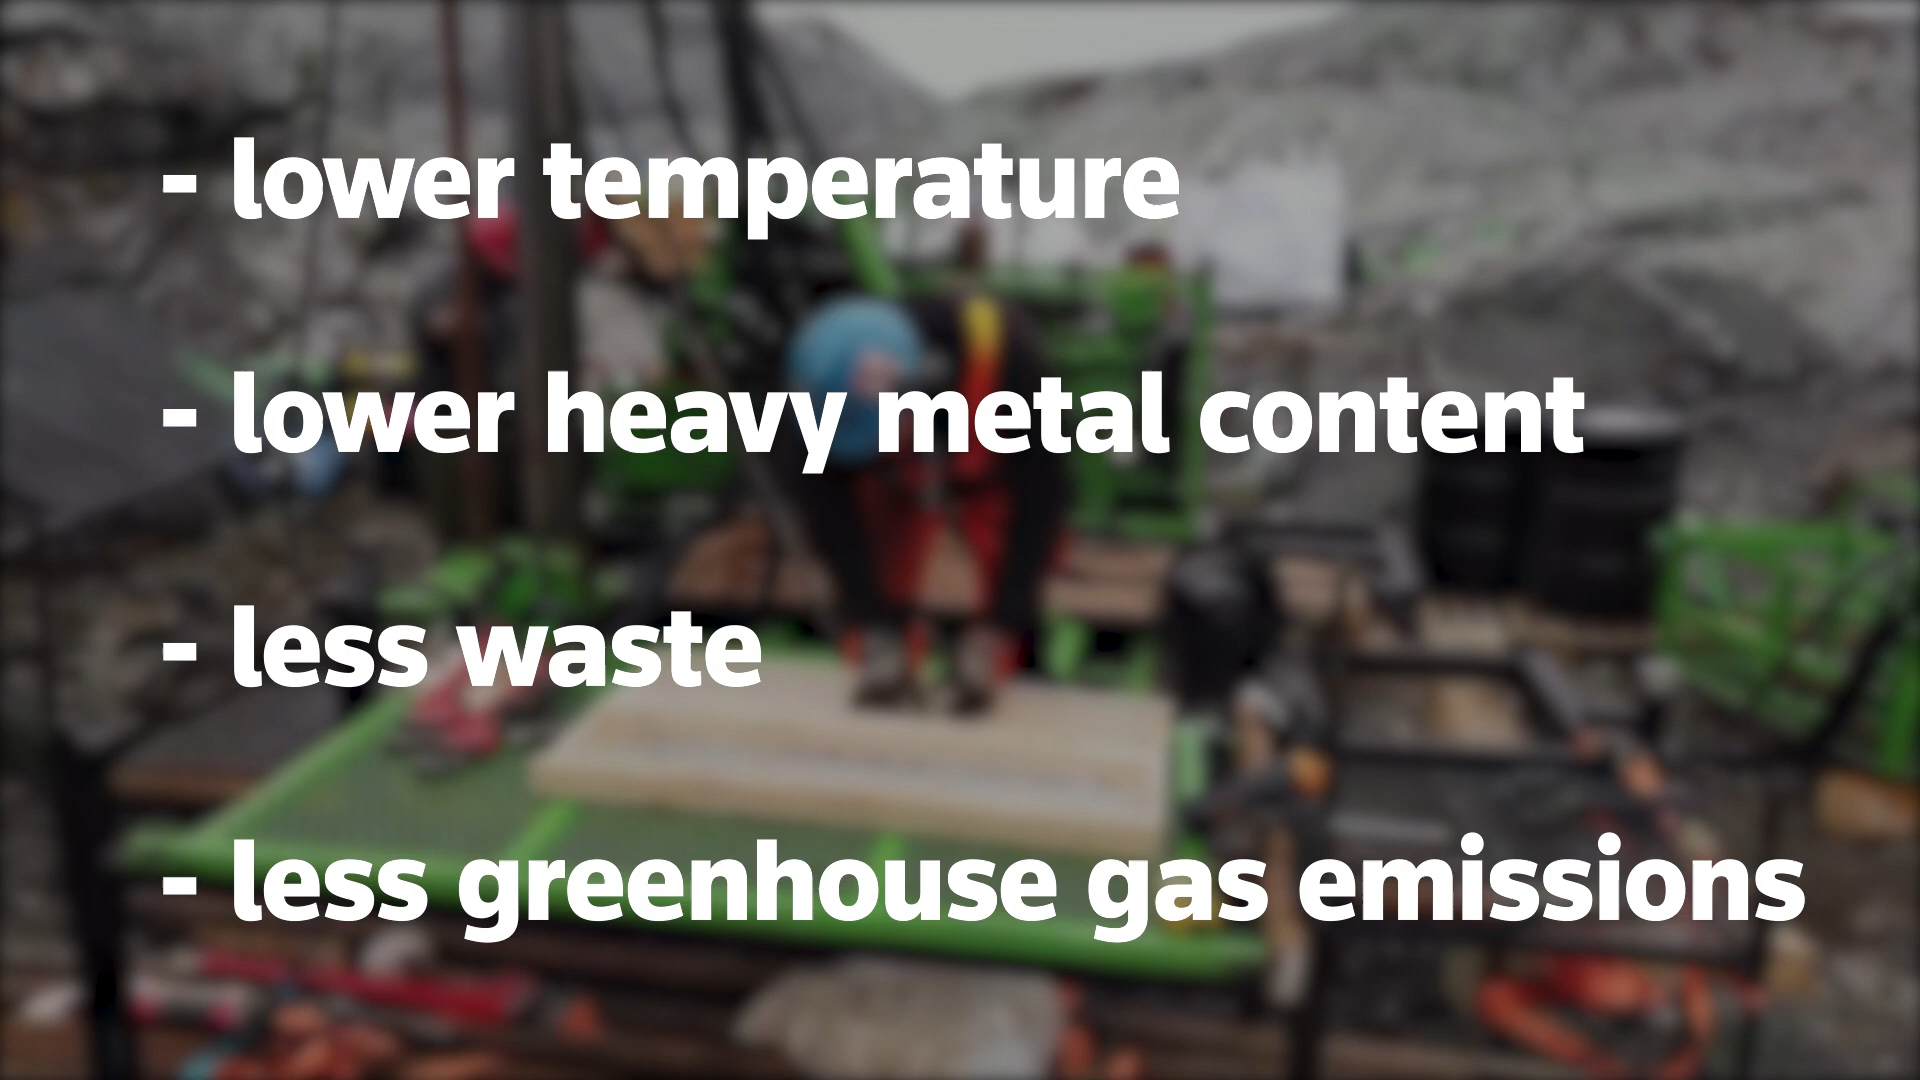 - lower temperature
- lower heavy metal content
- less waste
- less greenhouse gas emissions